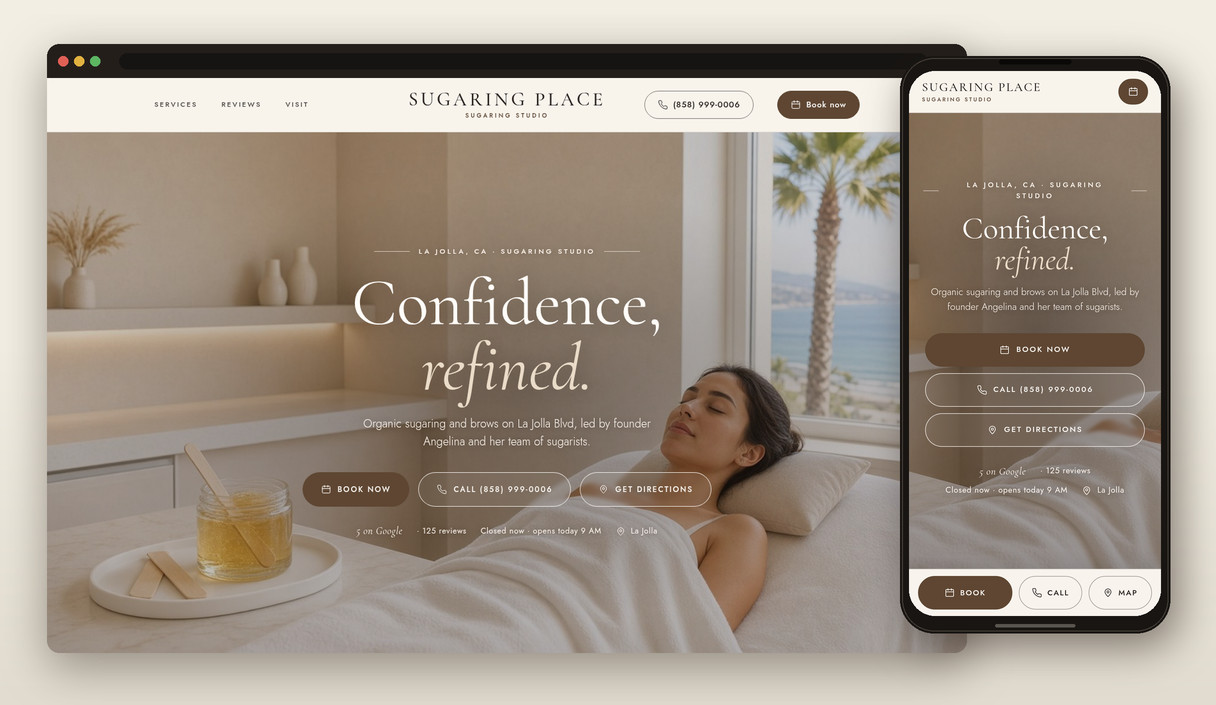 SERVICES REVIEWS VISIT
SUGARING PLACE
SUGARING STUDIO
(858) 999-0006
Book now
LA JOLLA, CA · SUGARING STUDIO
Confidence,
refined.
Organic sugaring and brows on La Jolla Blvd, led by founder
Angelina and her team of sugarists.
BOOK NOW
CALL (858) 999-0006
GET DIRECTIONS
5 on Google · 125 reviews Closed now · opens today 9 AM La Jolla
SUGARING PLACE
SUGARING STUDIO
LA JOLLA, CA · SUGARING
STUDIO
Confidence,
refined.
Organic sugaring and brows on La Jolla Blvd, led by
founder Angelina and her team of sugarists.
BOOK NOW
CALL (858) 999-0006
GET DIRECTIONS
5 on Google · 125 reviews
Closed now · opens today 9 AM La Jolla
BOOK
CALL
MAP